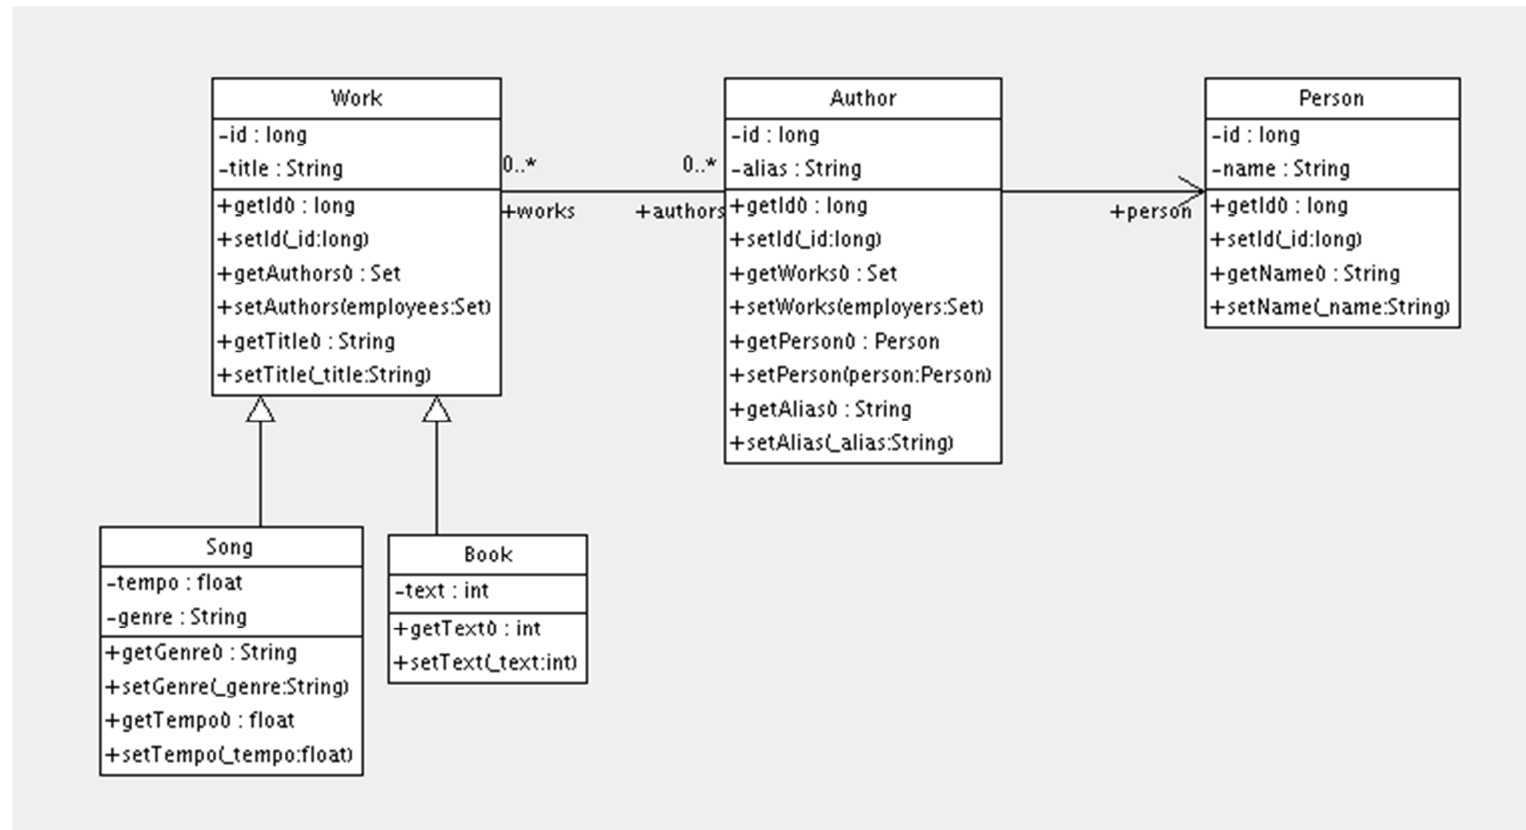 Work
-id : long
-title : String
+getId() : long
+setId(_id:long)
+getAuthors() : Set
+setAuthors(employees:Set)
+getTitle() : String
+setTitle(_title:String)
0..*
+works
0..*
+authors
Author
-id : long
-alias : String
+getId() : long
+setId(_id:long)
+getWorks() : Set
+setWorks(employers:Set)
+getPerson() : Person
+setPerson(person:Person)
+getAlias() : String
+setAlias(_alias:String)
+person
Person
-id : long
-name : String
+getId() : long
+setId(_id:long)
+getName() : String
+setName(_name:String)
Song
-tempo : float
-genre : String
+getGenre() : String
+setGenre(_genre:String)
+getTempo() : float
+setTempo(_tempo:float)
Book
-text : int
+getText() : int
+setText(_text:int)